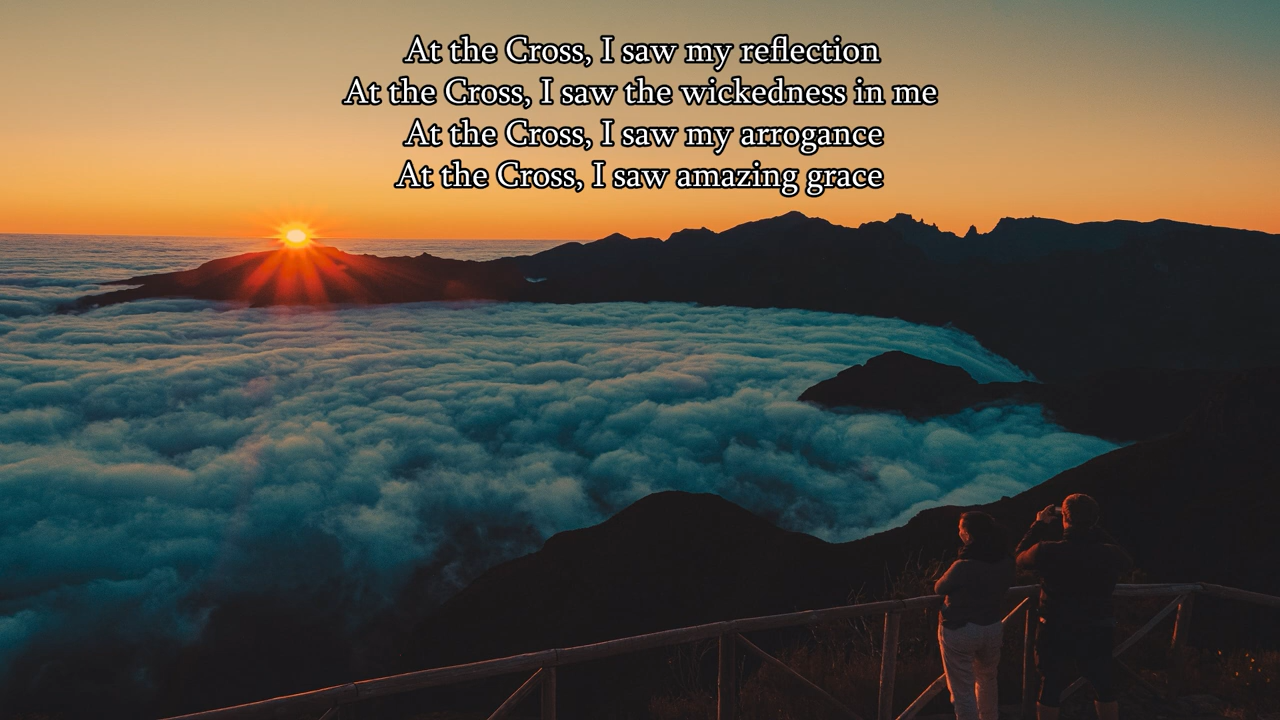 At the Cross, I saw my reflection
At the Cross, I saw the wickedness in me
At the Cross, I saw my arrogance
At the Cross, I saw amazing grace